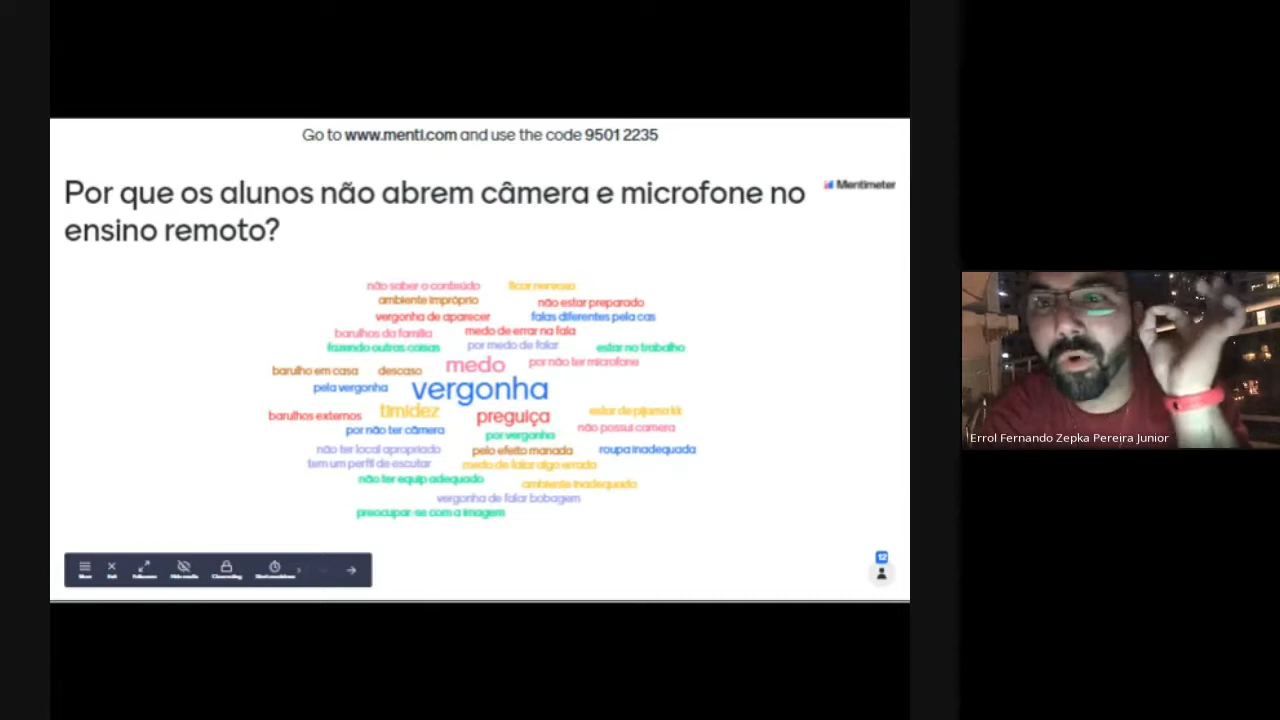 Go to www.menti.com and use the code 9501 2235
Por que os alunos não abrem câmera e microfone no
ensino remoto?
Mentimeter
não saber o conteúdo
ficar nervoso
ambiente impróprio
não estar preparado
vergonha de aparecer
falas diferentes pela cas
barulhos da família
medo de errar na fala
fazendo outras coisas
por medo de falar
estar no trabalho
medo
por não ter microfone
barulho em casa
descaso
pela vergonha
vergonha
barulhos externos
timidez
preguiça
estar de pijama kk
por não ter câmera
por vergonha
não possui camera
não ter local apropriado
pelo efeito manada
roupa inadequada
tem um perfil de escutar
medo de falar algo errado
não ter equip adequado
ambiente inadequado
vergonha de falar bobagem
preocupar-se com a imagem
12
Errol Fernando Zepka Pereira Junior